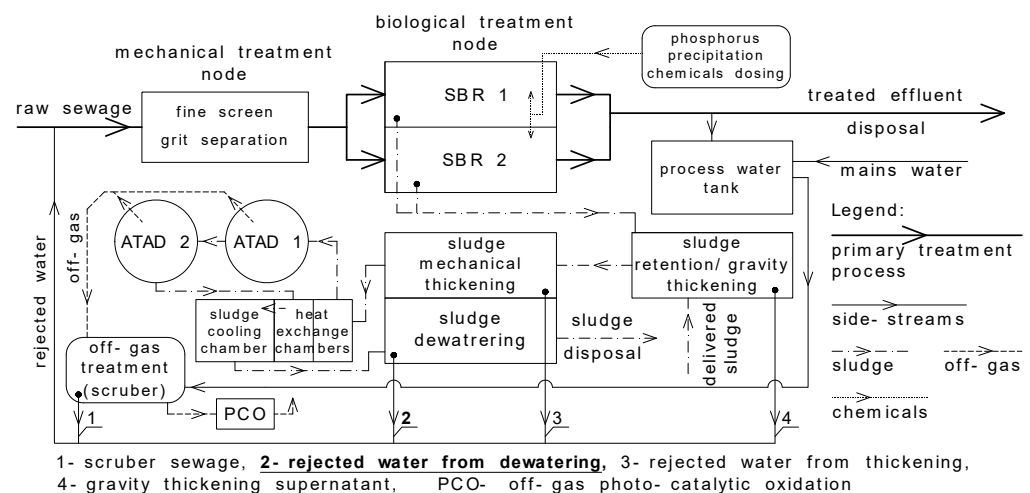 biological treatment
node
mechanical treatment
node
phosphorus
precipitation
chemicals dosing
raw sewage
fine screen
grit separation
SBR 1
SBR 2
treated effluent
disposal
process water
tank
mains water
Legend:
primary treatment
process
side- streams
sludge
off- gas
chemicals
rejected water
off- gas
ATAD 2
ATAD 1
sludge
mechanical
thickening
sludge
dewatrering
sludge
retention/ gravity
thickening
sludge
cooling
chamber
heat
exchange
chambers
sludge
disposal
delivered
sludge
off- gas
treatment
(scruber)
PCO
1
2
3
4
1- scruber sewage, 2- rejected water from dewatering, 3- rejected water from thickening,
4- gravity thickening supernatant, PCO- off- gas photo- catalytic oxidation